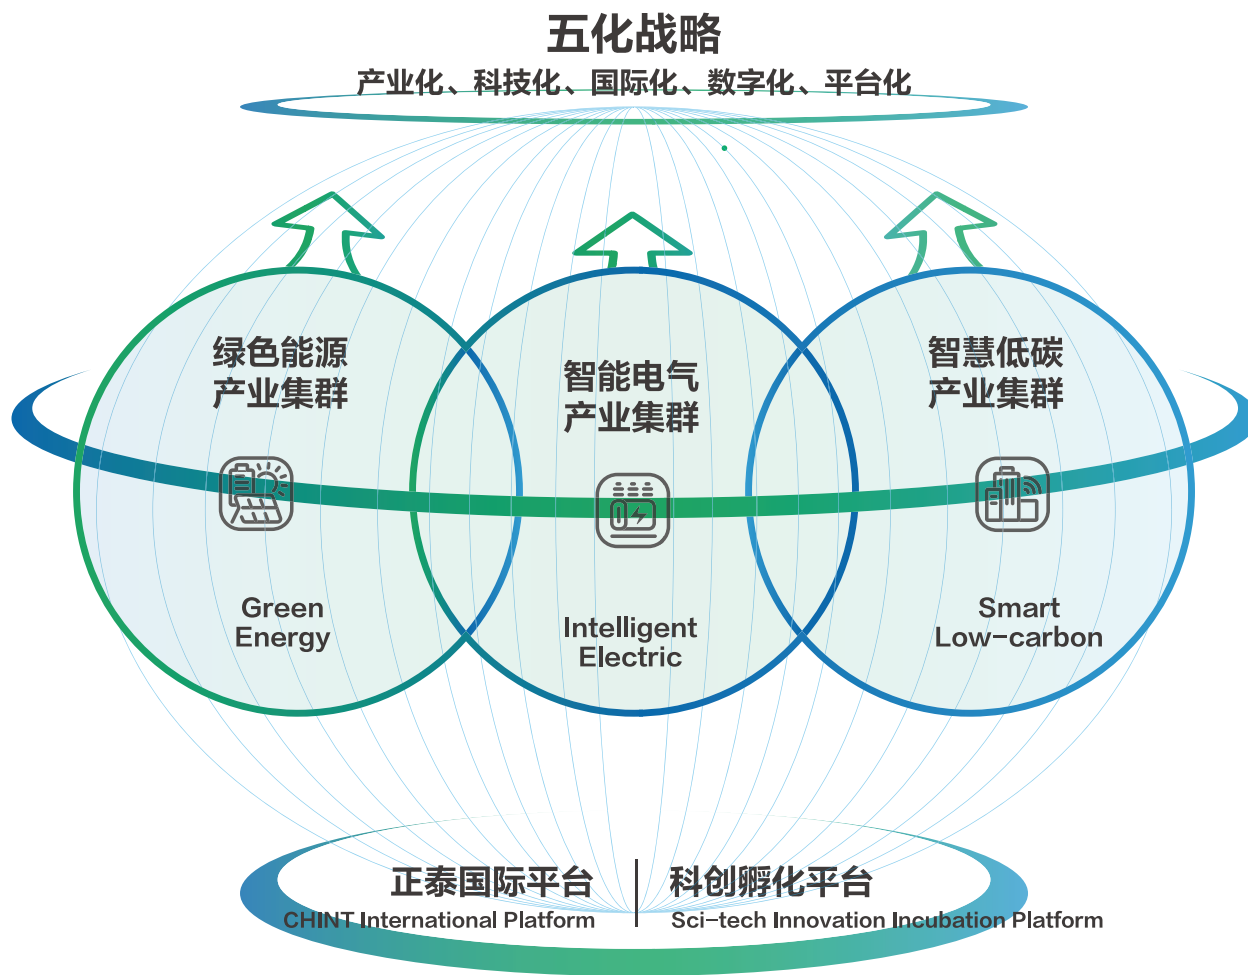 五化战略
产业化、科技化、国际化、数字化、平台化
绿色能源
产业集群
Green
Energy
智能电气
产业集群
Intelligent
Electric
智慧低碳
产业集群
Smart
Low-carbon
正泰国际平台
CHINT International Platform
科创孵化平台
Sci-tech Innovation Incubation Platform